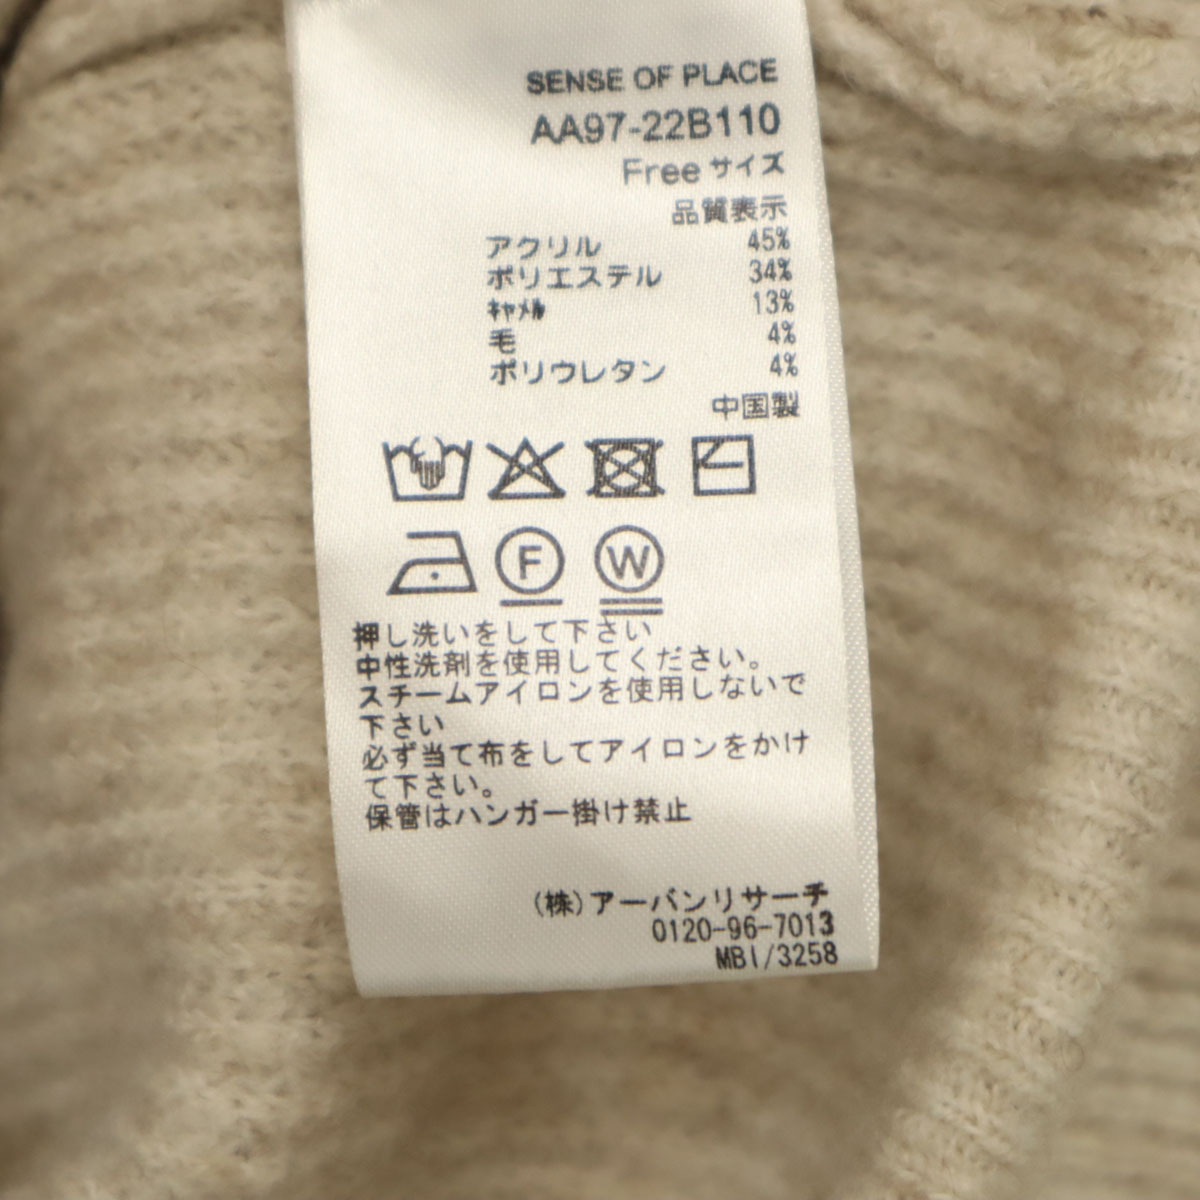 SENSE OF PLACE
AA97-22B110
Free サイズ
品質表示
アクリル 45%
ポリエステル 34%
ｷｬﾒﾙ 13%
毛 4%
ポリウレタン 4%
中国製
F W
押し洗いをして下さい
中性洗剤を使用してください。
スチームアイロンを使用しないで
下さい
必ず当て布をしてアイロンをかけ
て下さい。
保管はハンガー掛け禁止
(株)アーバンリサーチ
0120-96-7013
MBI/3258